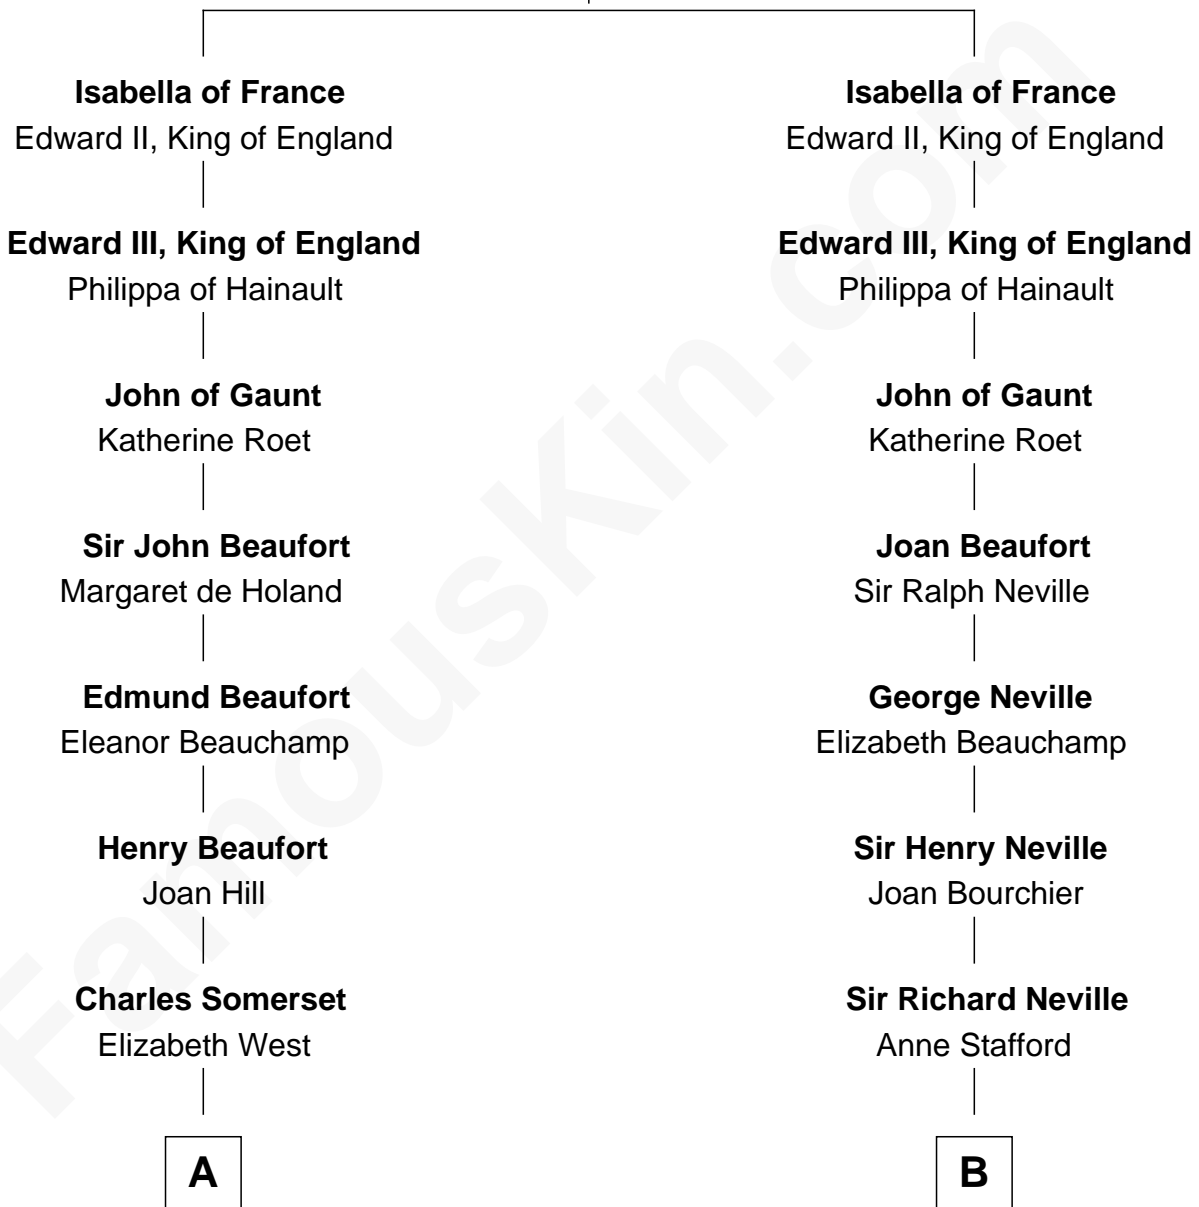 Isabella of France
Edward II, King of England
Edward III, King of England
Philippa of Hainault
John of Gaunt
Katherine Roet
Sir John Beaufort
Margaret de Holand
Edmund Beaufort
Eleanor Beauchamp
Henry Beaufort
Joan Hill
Charles Somerset
Elizabeth West
A
Isabella of France
Edward II, King of England
Edward III, King of England
Philippa of Hainault
John of Gaunt
Katherine Roet
Joan Beaufort
Sir Ralph Neville
George Neville
Elizabeth Beauchamp
Sir Henry Neville
Joan Bourchier
Sir Richard Neville
Anne Stafford
B
FamousKin.com